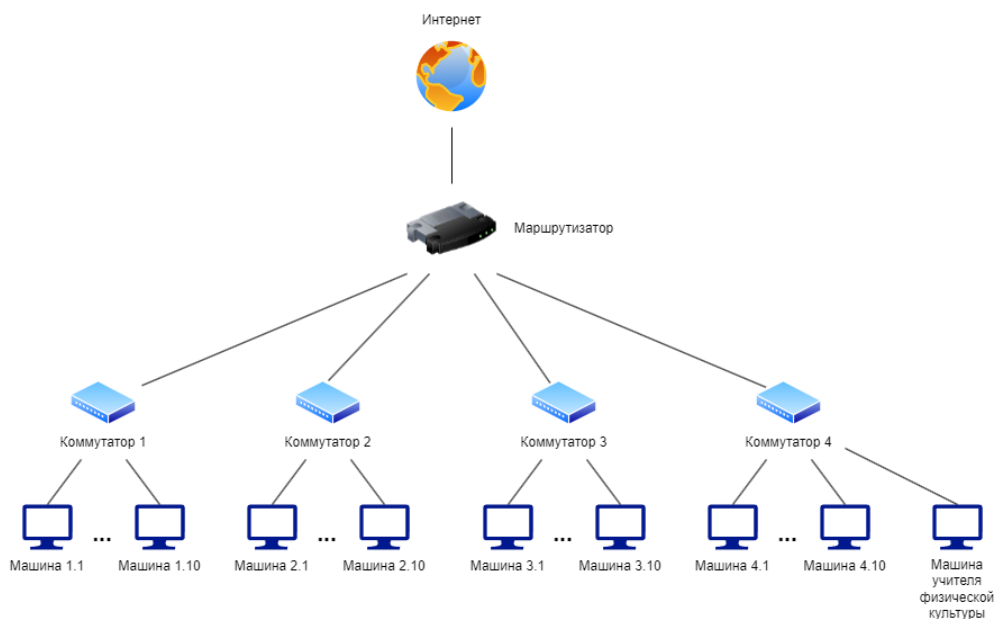 Интернет
Маршрутизатор
Коммутатор 1
Коммутатор 2
Коммутатор 3
Коммутатор 4
... ... ... ...
Машина 1.1
Машина 1.10
Машина 2.1
Машина 2.10
Машина 3.1
Машина 3.10
Машина 4.1
Машина 4.10
Машина
учителя
физической
культуры